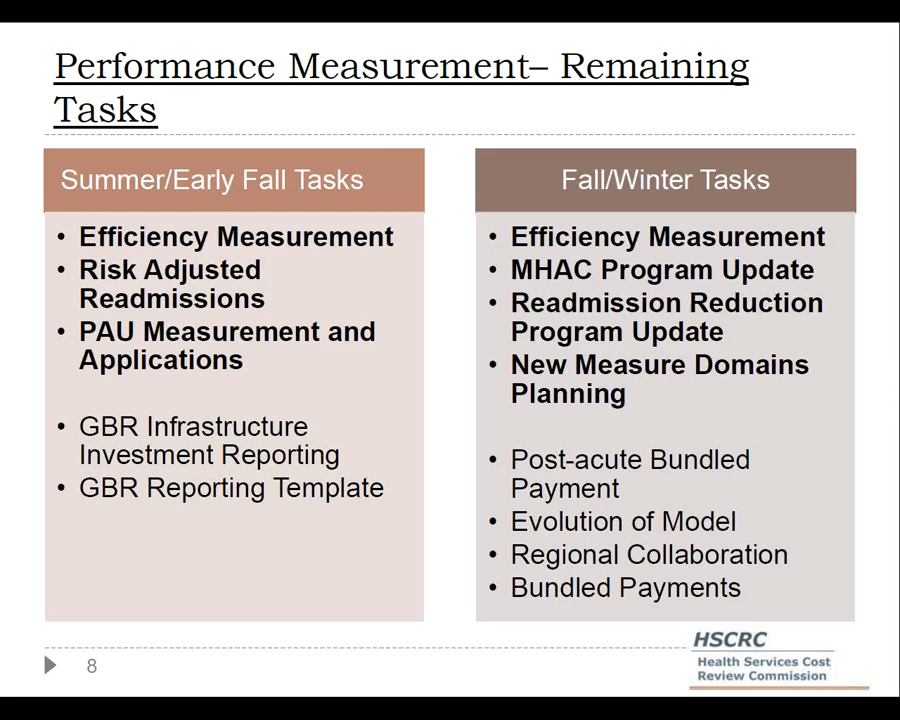 Performance Measurement– Remaining
Tasks
Summer/Early Fall Tasks
• Efficiency Measurement
• Risk Adjusted
Readmissions
• PAU Measurement and
Applications
• GBR Infrastructure
Investment Reporting
• GBR Reporting Template
Fall/Winter Tasks
• Efficiency Measurement
• MHAC Program Update
• Readmission Reduction
Program Update
• New Measure Domains
Planning
• Post-acute Bundled
Payment
• Evolution of Model
• Regional Collaboration
• Bundled Payments
8
HSCRC
Health Services Cost
Review Commission